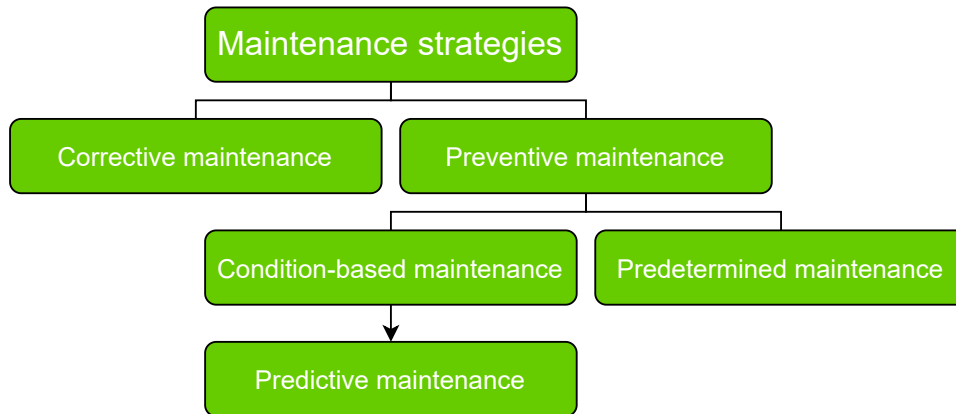 Maintenance strategies
Corrective maintenance
Preventive maintenance
Condition-based maintenance
Predetermined maintenance
Predictive maintenance